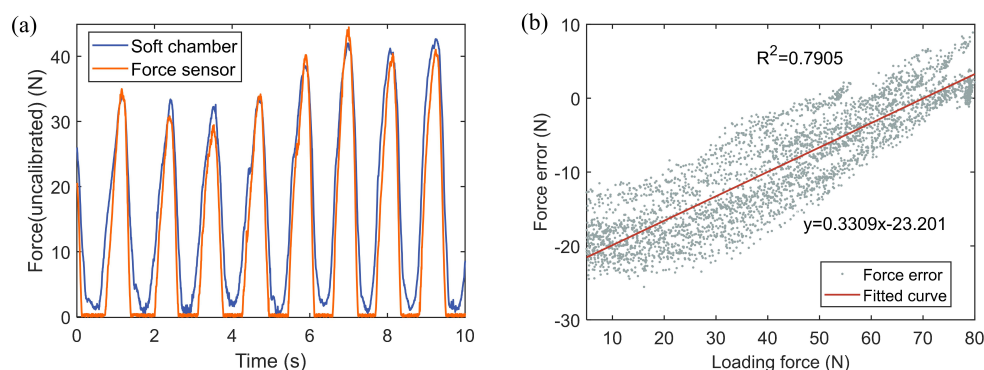 (a)
Soft chamber
Force sensor
Force(uncalibrated) (N)
40
30
20
10
0
0 2 4 6 8 10
Time (s)
(b)
R²=0.7905
y=0.3309x-23.201
Force error
Fitted curve
Force error (N)
10
0
-10
-20
-30
10 20 30 40 50 60 70 80
Loading force (N)